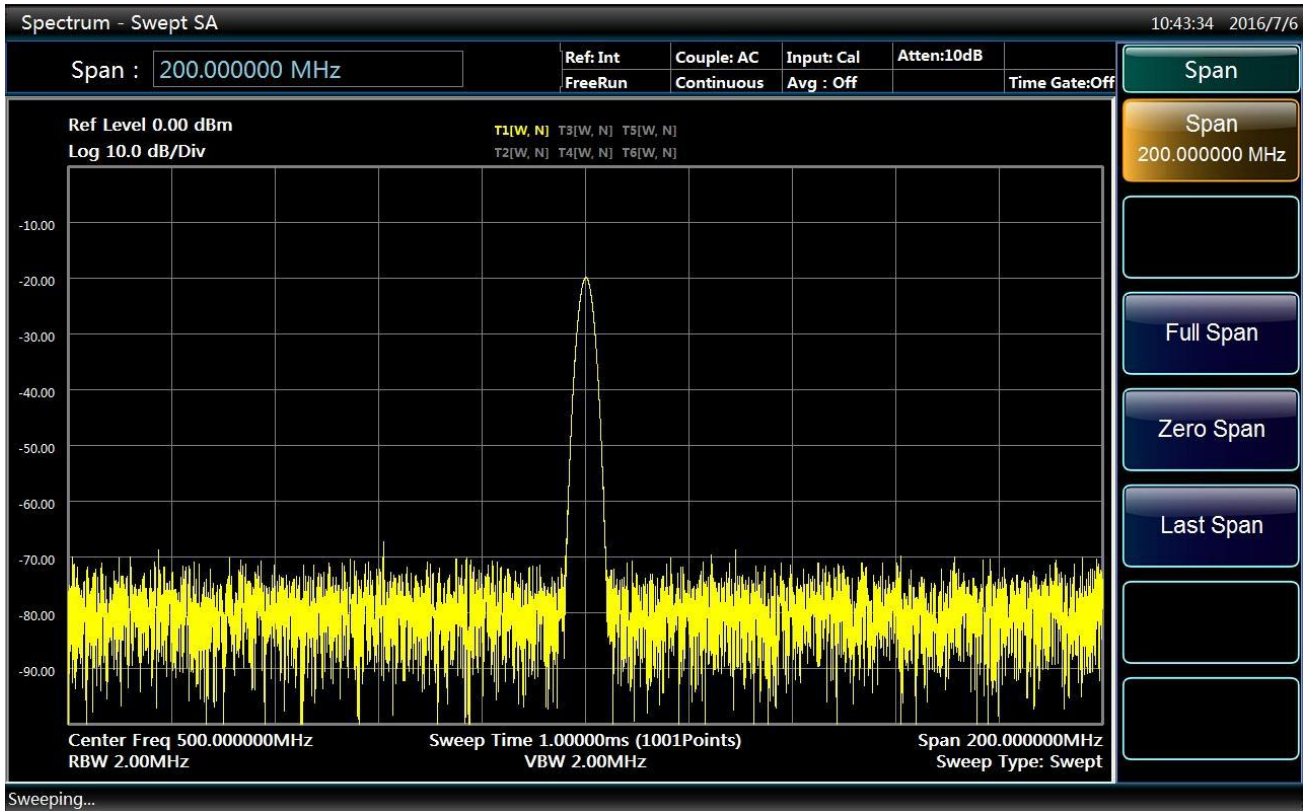 Spectrum - Swept SA
10:43:34 2016/7/6
Span : 200.000000 MHz
Ref: Int Couple: AC Input: Cal Atten:10dB
FreeRun Continuous Avg : Off Time Gate:Off
Span
Ref Level 0.00 dBm
Log 10.0 dB/Div
T1[W, N] T3[W, N] T5[W, N]
T2[W, N] T4[W, N] T6[W, N]
Span
200.000000 MHz
-10.00
-20.00
-30.00
-40.00
-50.00
-60.00
-70.00
-80.00
-90.00
Full Span
Zero Span
Last Span
Center Freq 500.000000MHz Sweep Time 1.00000ms (1001Points) Span 200.000000MHz
RBW 2.00MHz VBW 2.00MHz Sweep Type: Swept
Sweeping...